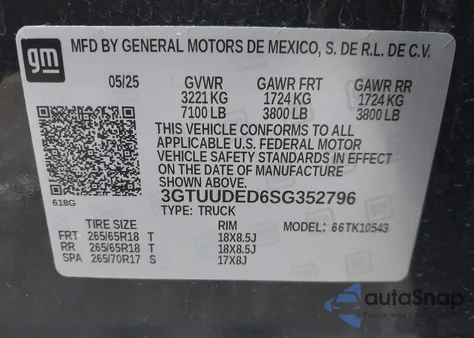 gm
MFD BY GENERAL MOTORS DE MEXICO, S. DE R.L. DE C.V.
05/25 GVWR GAWR FRT GAWR RR
3221 KG 1724 KG 1724 KG
7100 LB 3800 LB 3800 LB
THIS VEHICLE CONFORMS TO ALL
APPLICABLE U.S. FEDERAL MOTOR
VEHICLE SAFETY STANDARDS IN EFFECT
ON THE DATE OF MANUFACTURE
SHOWN ABOVE.
618G 3GTUUDED6SG352796
TYPE: TRUCK
TIRE SIZE RIM MODEL: 66TK10543
FRT 265/65R18 T 18X8.5J
RR 265/65R18 T 18X8.5J
SPA 265/70R17 S 17X8J
autoSnap